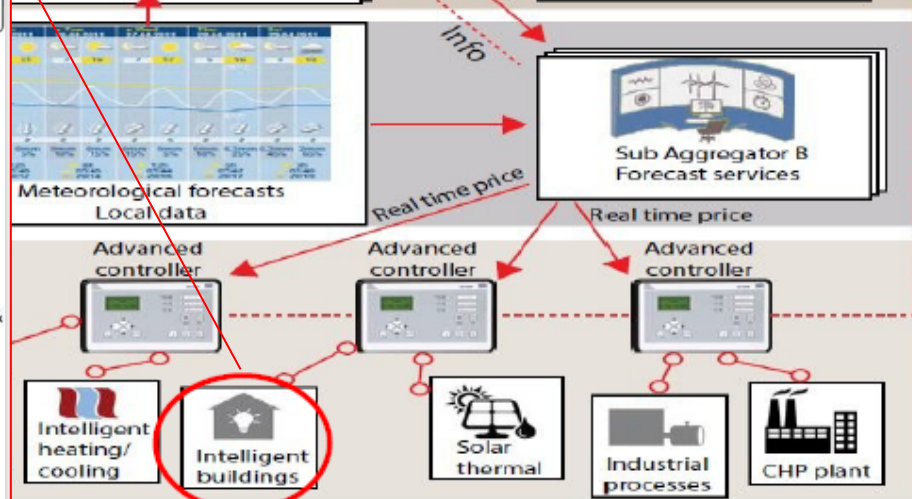 Info
Meteorological forecasts
Local data
Sub Aggregator B
Forecast services
Real time price
Real time price
Advanced
controller
Advanced
controller
Advanced
controller
Intelligent
heating/
cooling
Intelligent
buildings
Solar
thermal
Industrial
processes
CHP plant